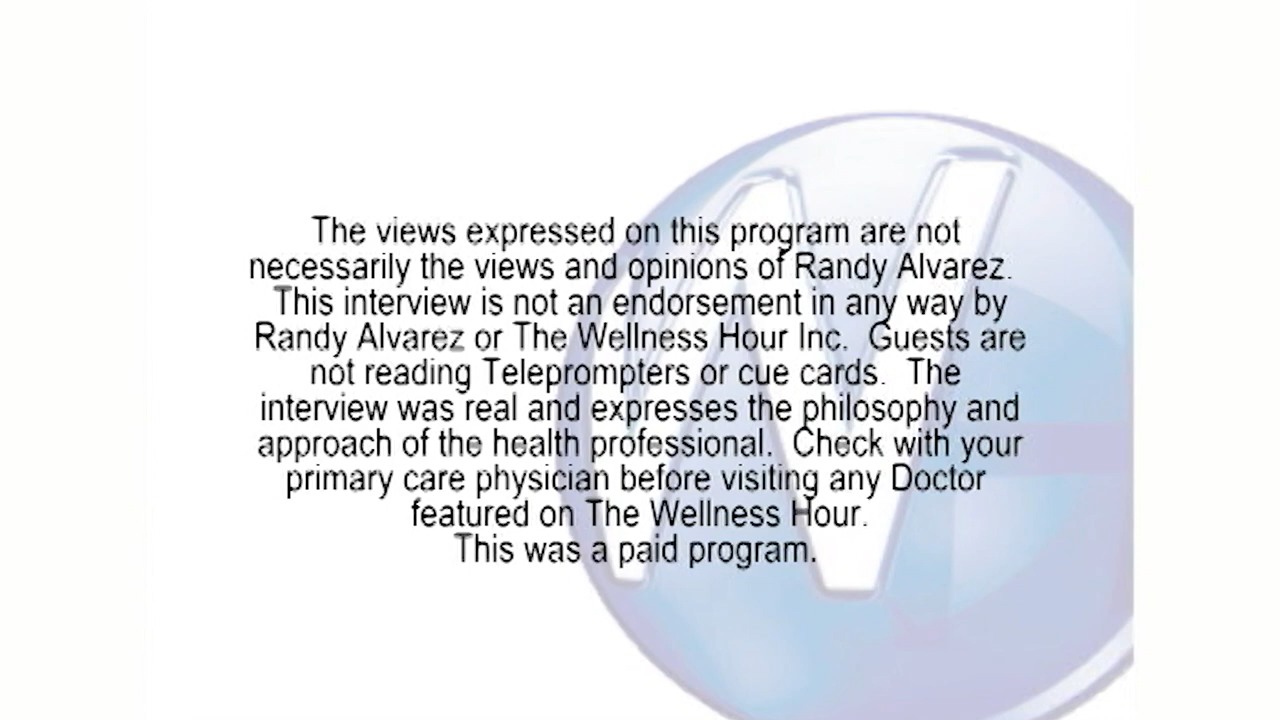 The views expressed on this program are not
necessarily the views and opinions of Randy Alvarez.
This interview is not an endorsement in any way by
Randy Alvarez or The Wellness Hour Inc.  Guests are
not reading Teleprompters or cue cards.  The
interview was real and expresses the philosophy and
approach of the health professional.  Check with your
primary care physician before visiting any Doctor
featured on The Wellness Hour.
This was a paid program.